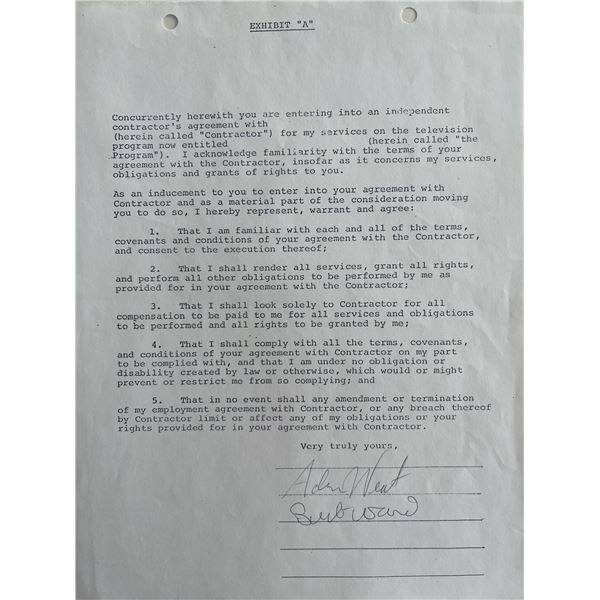 EXHIBIT "A"
Concurrently herewith you are entering into an independent
contractor's agreement with
(herein called "Contractor") for my services on the television
program now entitled (herein called "the
Program"). I acknowledge familiarity with the terms of your
agreement with the Contractor, insofar as it concerns my services,
obligations and grants of rights to you.
As an inducement to you to enter into your agreement with
Contractor and as a material part of the consideration moving
you to do so, I hereby represent, warrant and agree:
1. That I am familiar with each and all of the terms,
covenants and conditions of your agreement with the Contractor,
and consent to the execution thereof;
2. That I shall render all services, grant all rights,
and perform all other obligations to be performed by me as
provided for in your agreement with the Contractor;
3. That I shall look solely to Contractor for all
compensation to be paid to me for all services and obligations
to be performed and all rights to be granted by me;
4. That I shall comply with all the terms, covenants,
and conditions of your agreement with Contractor on my part
to be complied with, and that I am under no obligation or
disability created by law or otherwise, which would or might
prevent or restrict me from so complying; and
5. That in no event shall any amendment or termination
of my employment agreement with Contractor, or any breach thereof
by Contractor limit or affect any of my obligations or your
rights provided for in your agreement with Contractor.
Very truly yours,
Adam West
Burt Ward